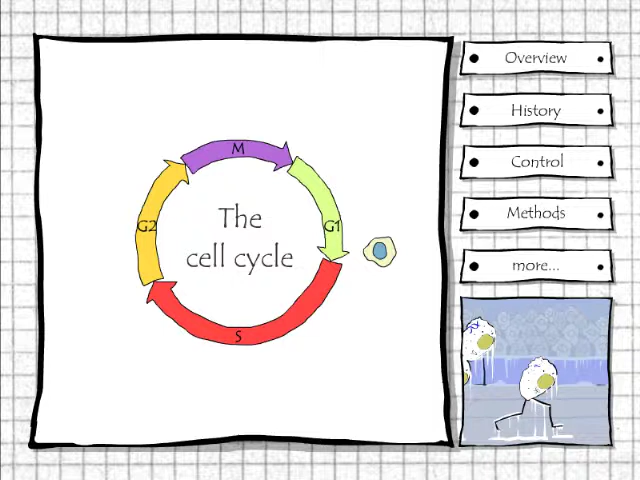 M
G1
G2
The
cell cycle
S
Overview
History
Control
Methods
more...